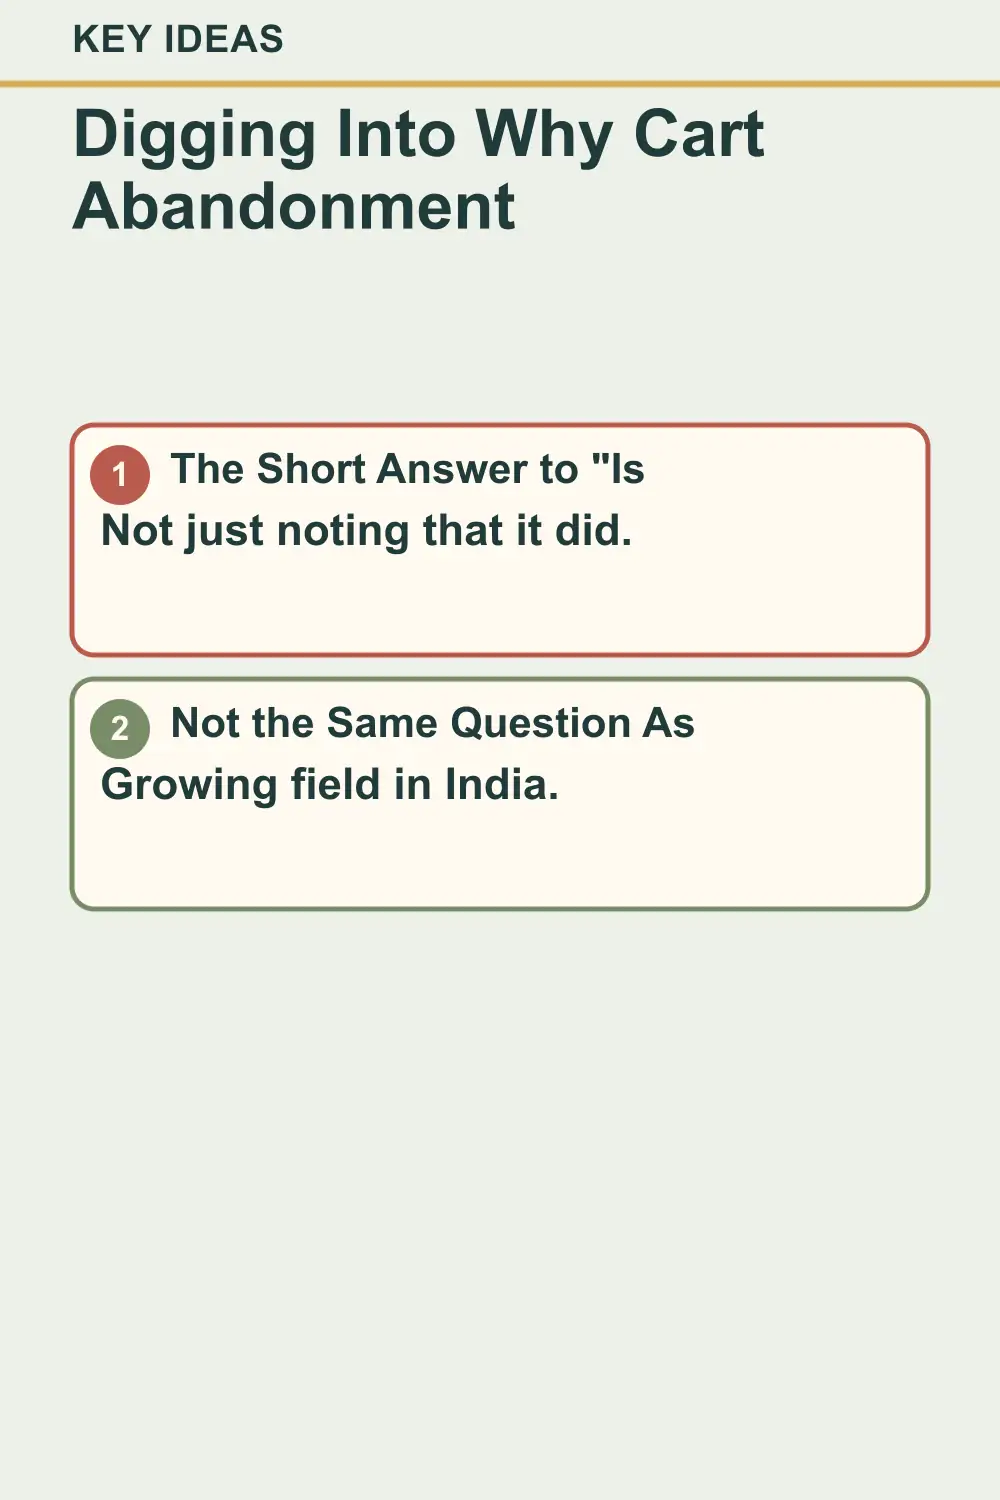 KEY IDEAS
Digging Into Why Cart
Abandonment
1 The Short Answer to "Is
Not just noting that it did.
2 Not the Same Question As
Growing field in India.